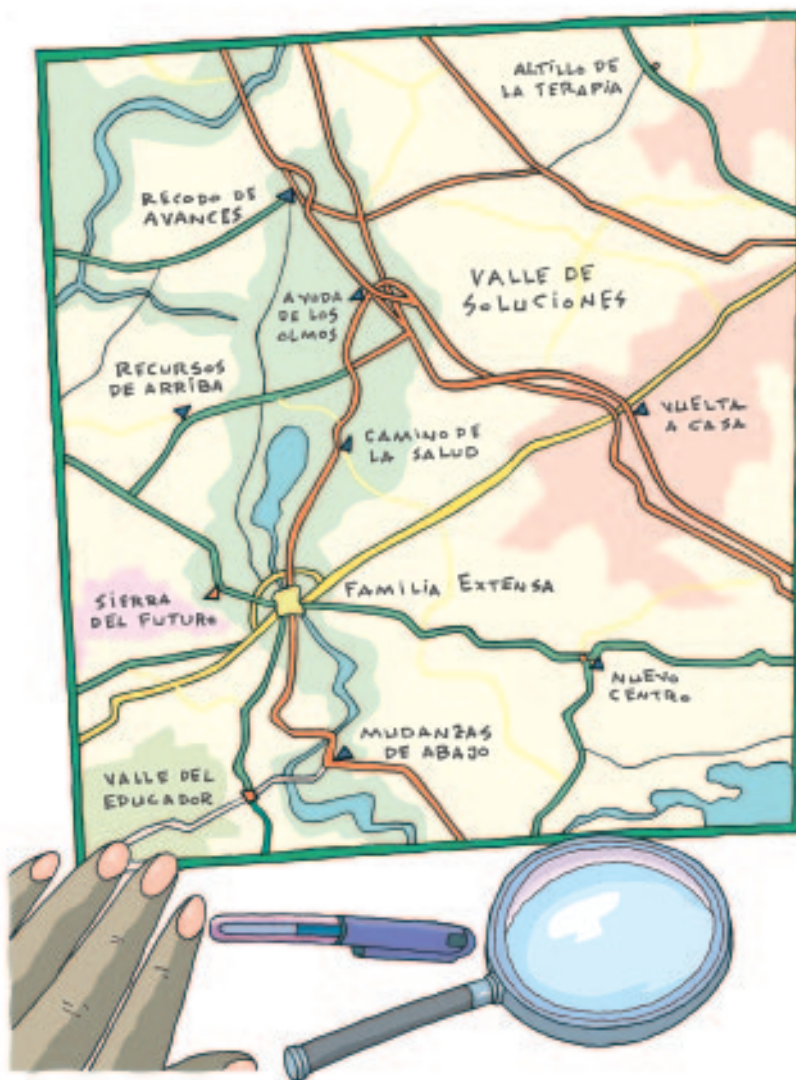 ALTILLO DE
LA TERAPIA
RECODO DE
AVANCES
VALLE DE
SOLUCIONES
AYUDA
DE LOS
OLMOS
RECURSOS
DE ARRIBA
VUELTA
A CASA
CAMINO DE
LA SALUD
FAMILIA EXTENSA
SIERRA
DEL FUTURO
NUEVO
CENTRO
MUDANZAS
DE ABAJO
VALLE DEL
EDUCADOR